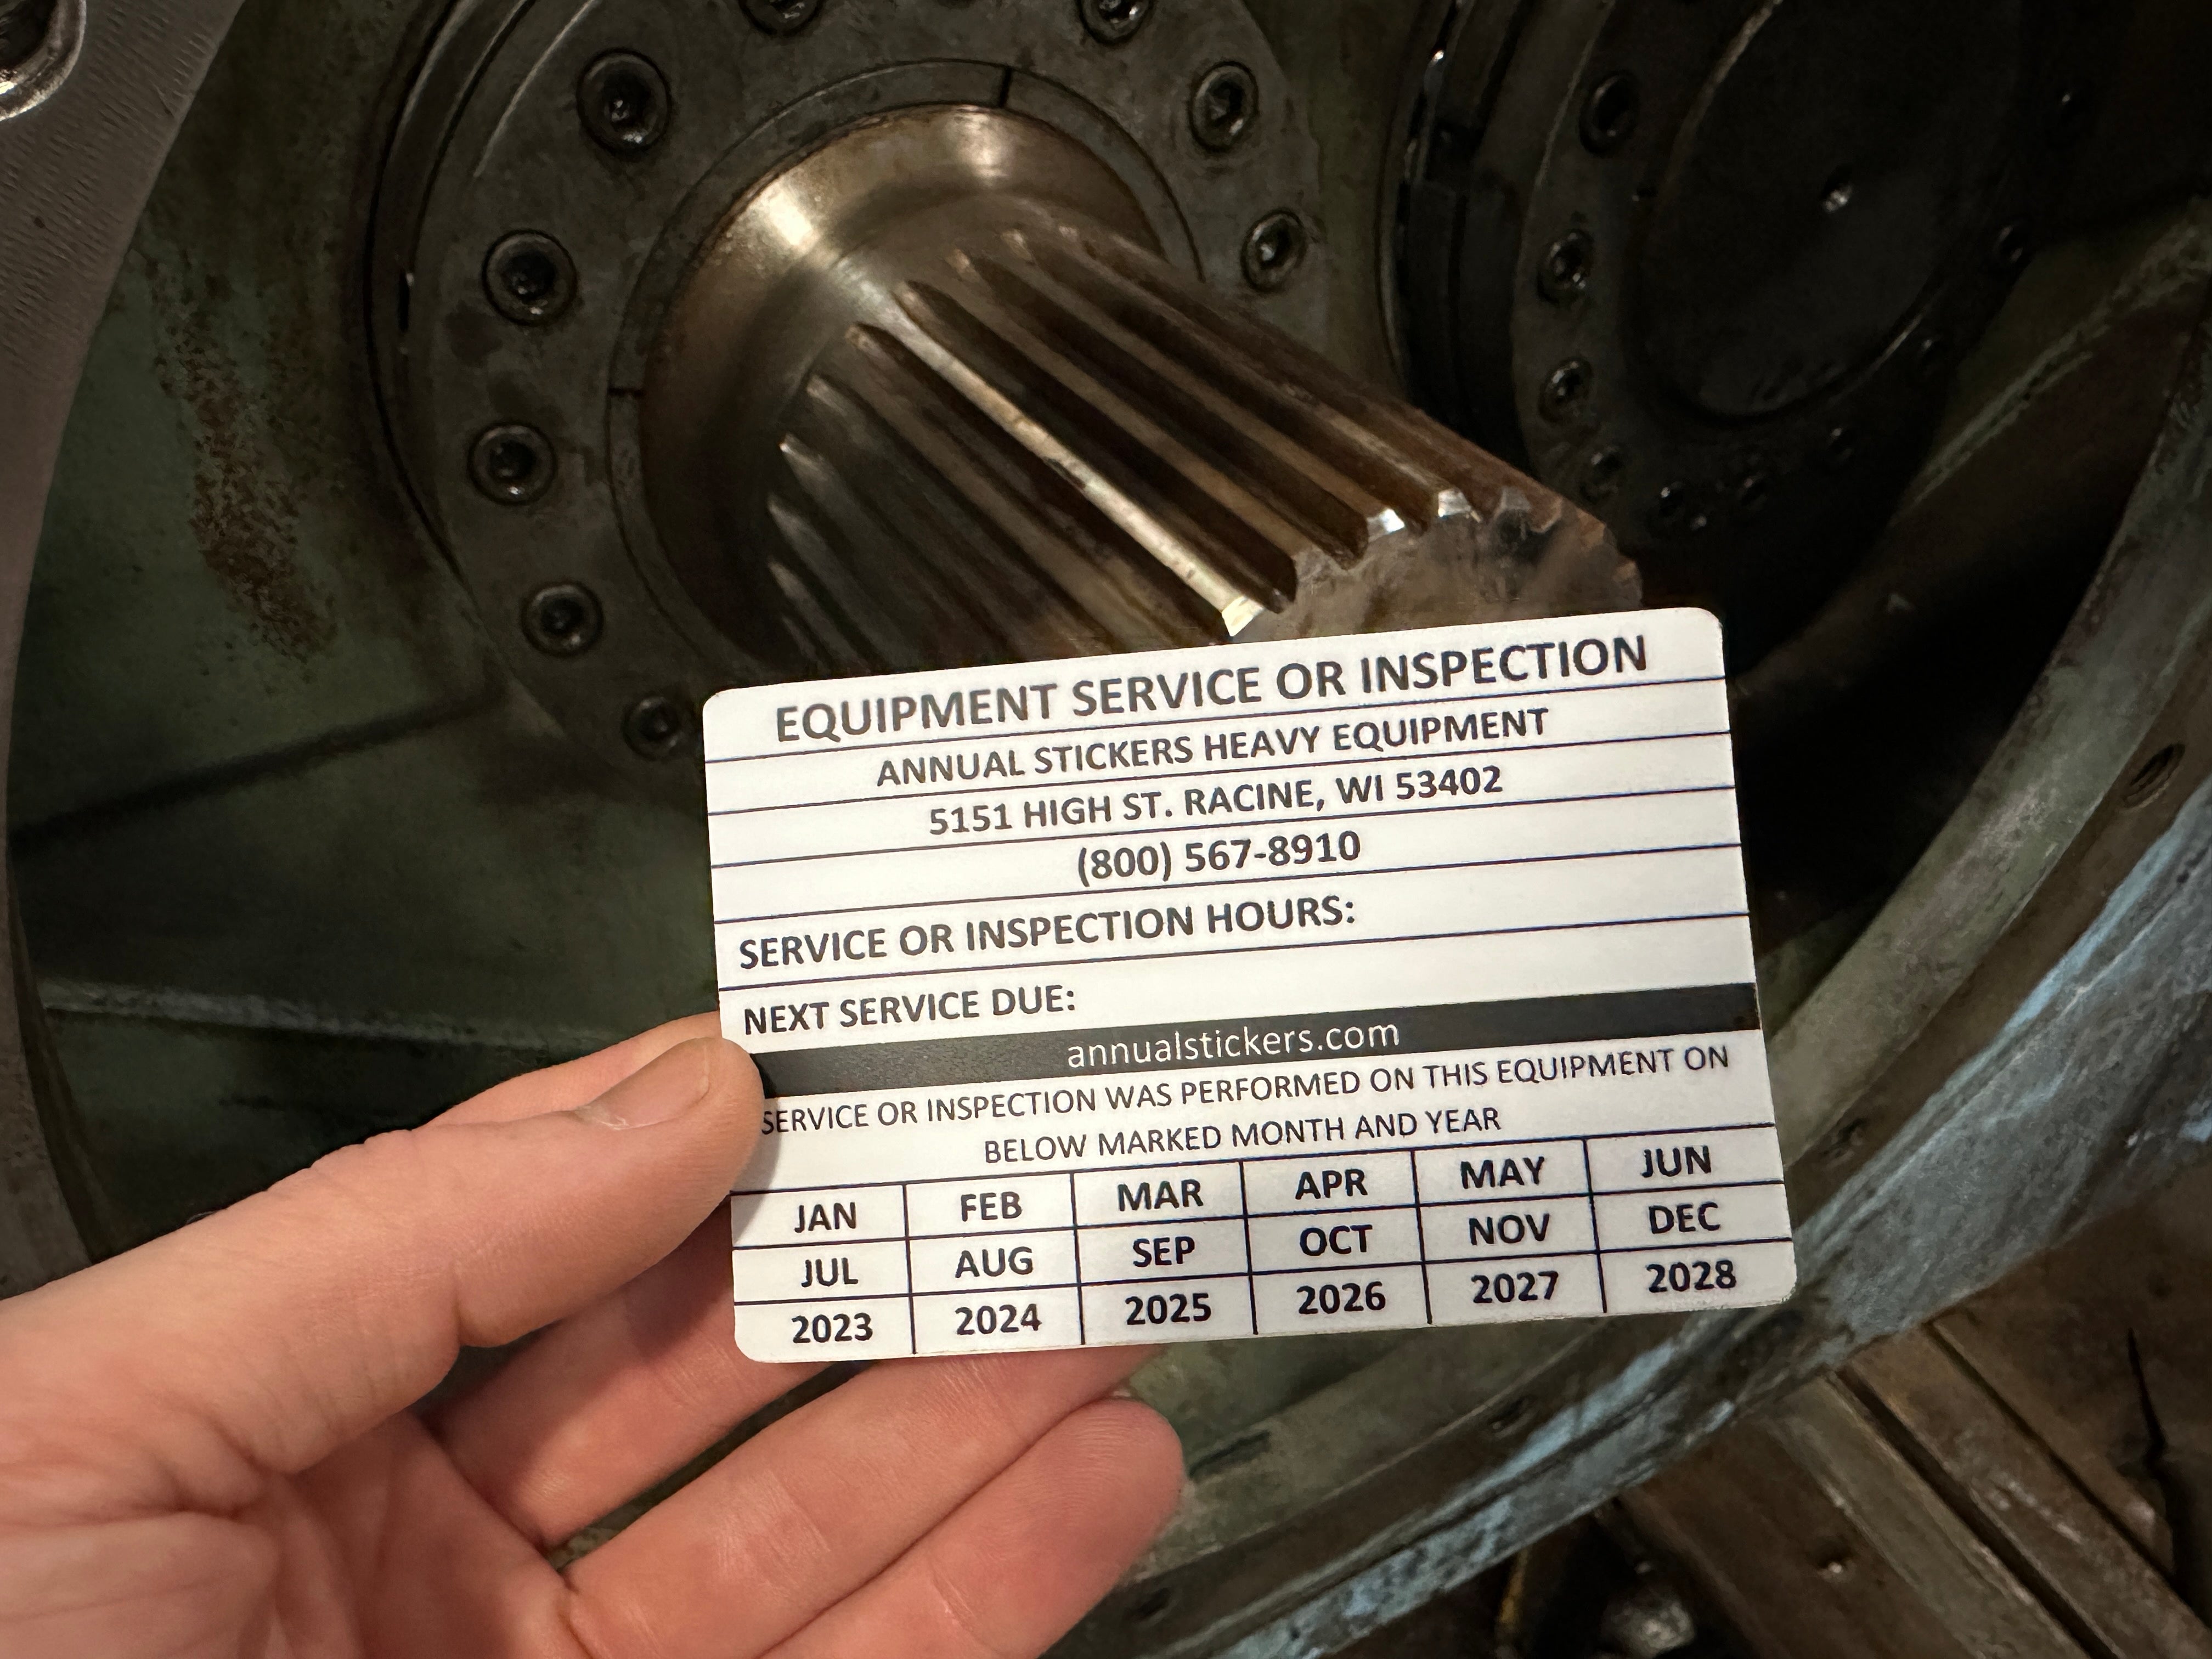 EQUIPMENT SERVICE OR INSPECTION
ANNUAL STICKERS HEAVY EQUIPMENT
5151 HIGH ST. RACINE, WI 53402
(800) 567-8910
SERVICE OR INSPECTION HOURS:
NEXT SERVICE DUE:
annualstickers.com
SERVICE OR INSPECTION WAS PERFORMED ON THIS EQUIPMENT ON
BELOW MARKED MONTH AND YEAR
JAN FEB MAR APR MAY JUN
JUL AUG SEP OCT NOV DEC
2023 2024 2025 2026 2027 2028